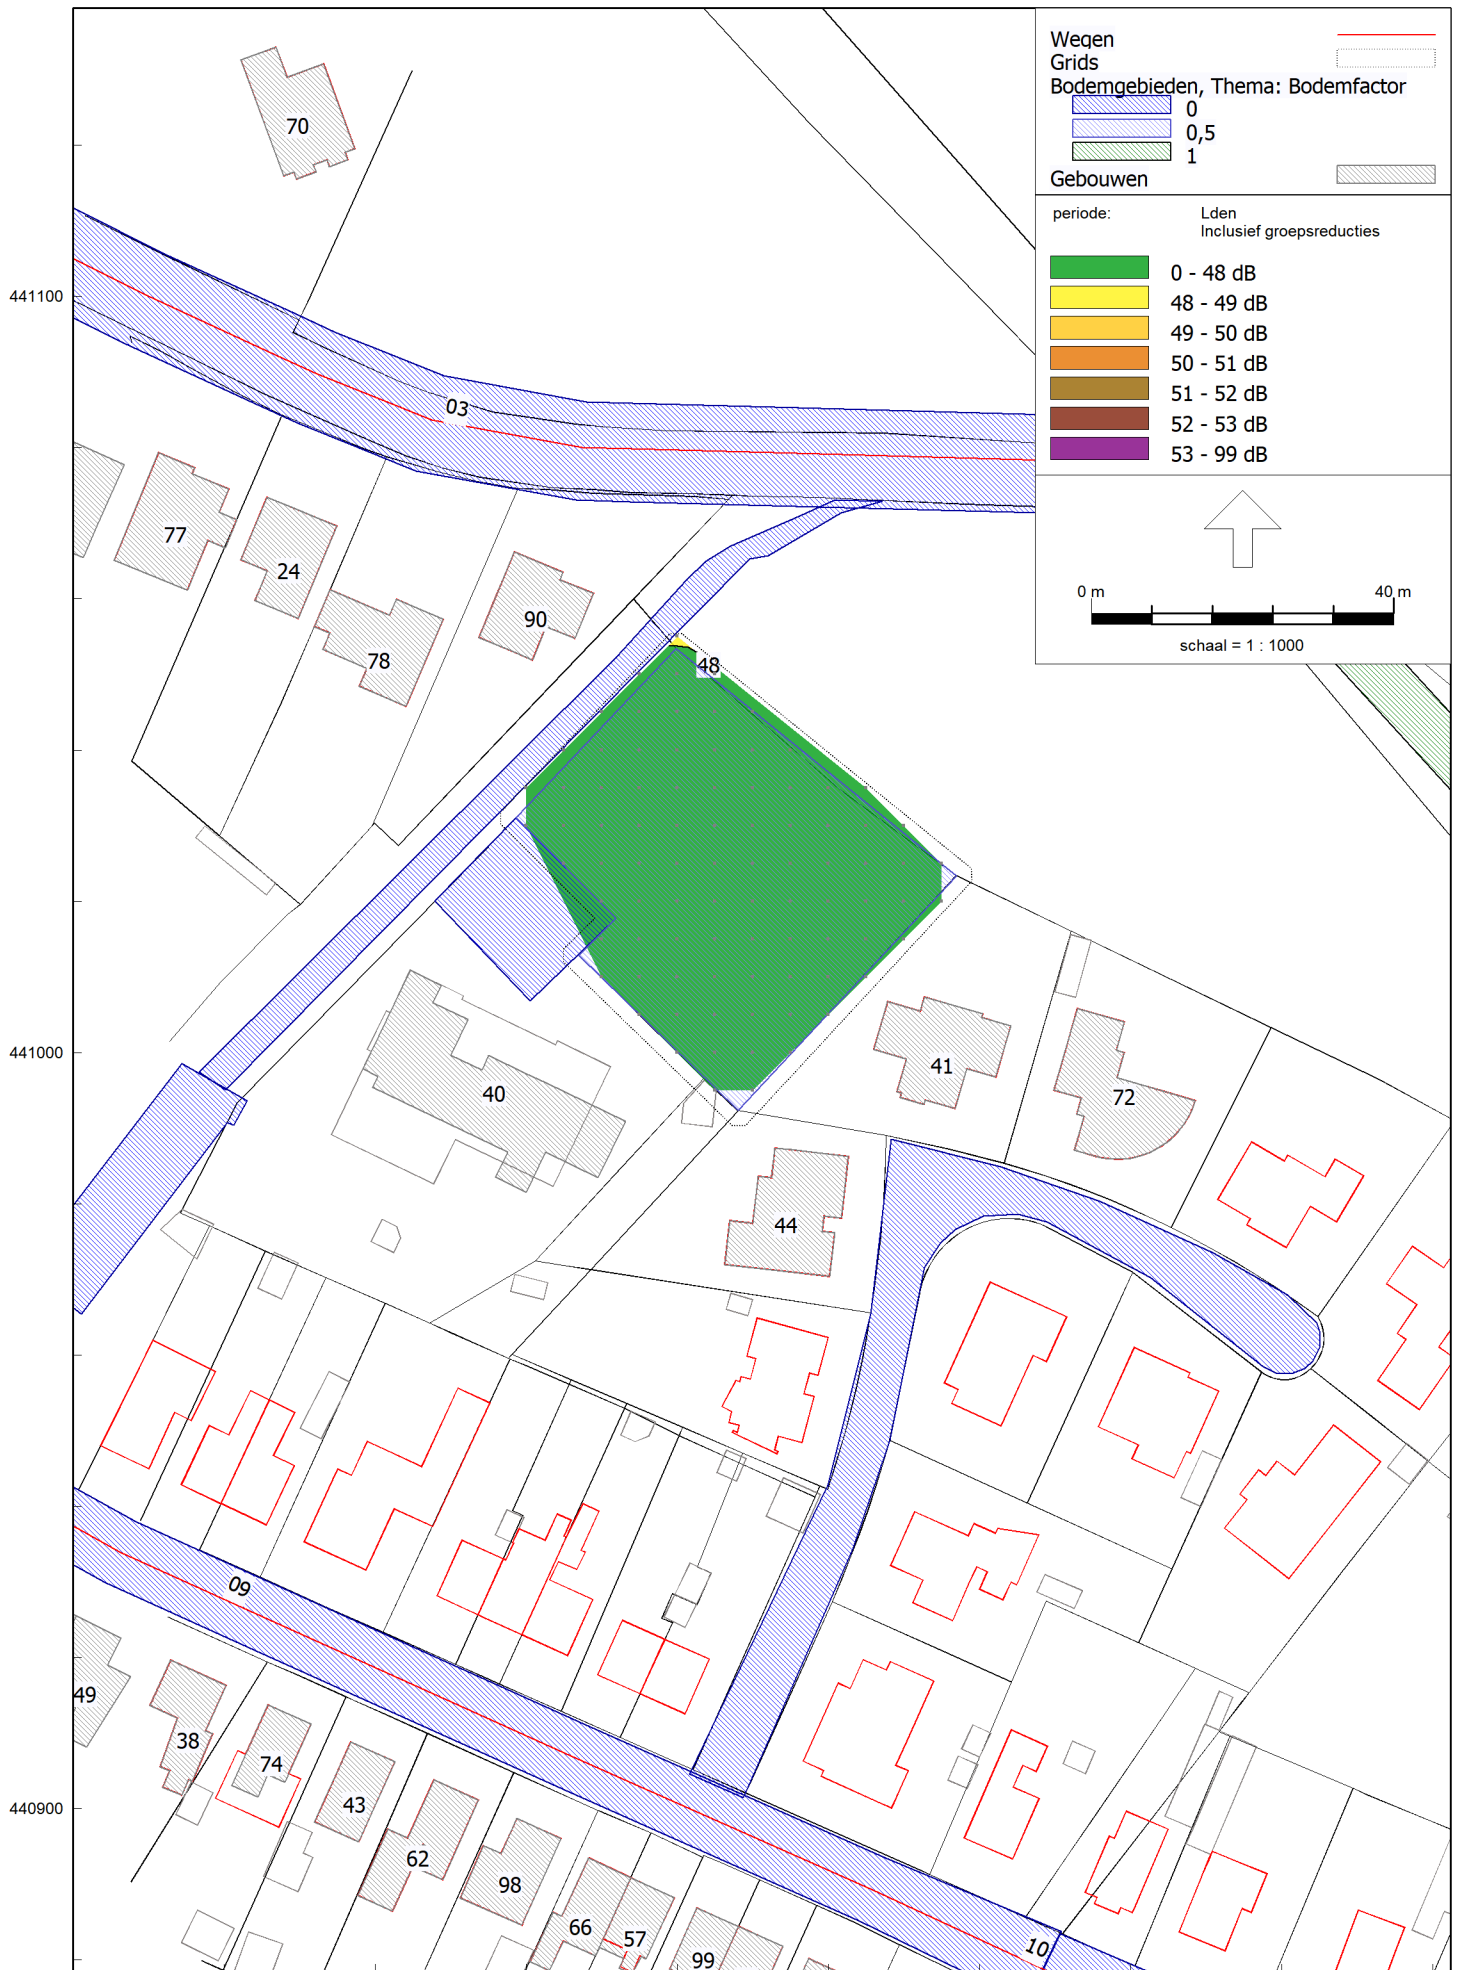 Wegen
Grids
Bodemgebieden, Thema: Bodemfactor
0
0,5
1
Gebouwen
periode: Lden
Inclusief groepsreducties
0 - 48 dB
48 - 49 dB
49 - 50 dB
50 - 51 dB
51 - 52 dB
52 - 53 dB
53 - 99 dB
0 m 40 m
schaal = 1 : 1000
70
441100
03
77
24
90
78
48
441000
41
40
72
44
09
49
38
74
43
440900
62
98
66
57
10
99